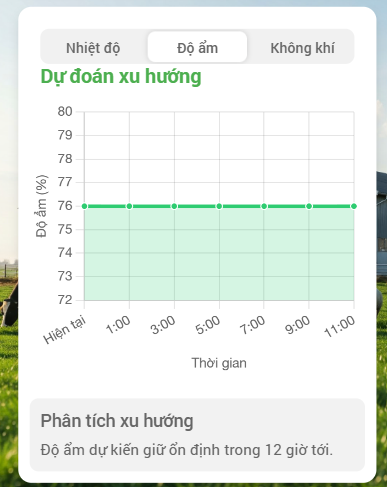 Nhiệt độ Độ ẩm Không khí
Dự đoán xu hướng
80
79
78
77
76
75
74
73
72
Độ ẩm (%)
Hiện tại 1:00 3:00 5:00 7:00 9:00 11:00
Thời gian
Phân tích xu hướng
Độ ẩm dự kiến giữ ổn định trong 12 giờ tới.